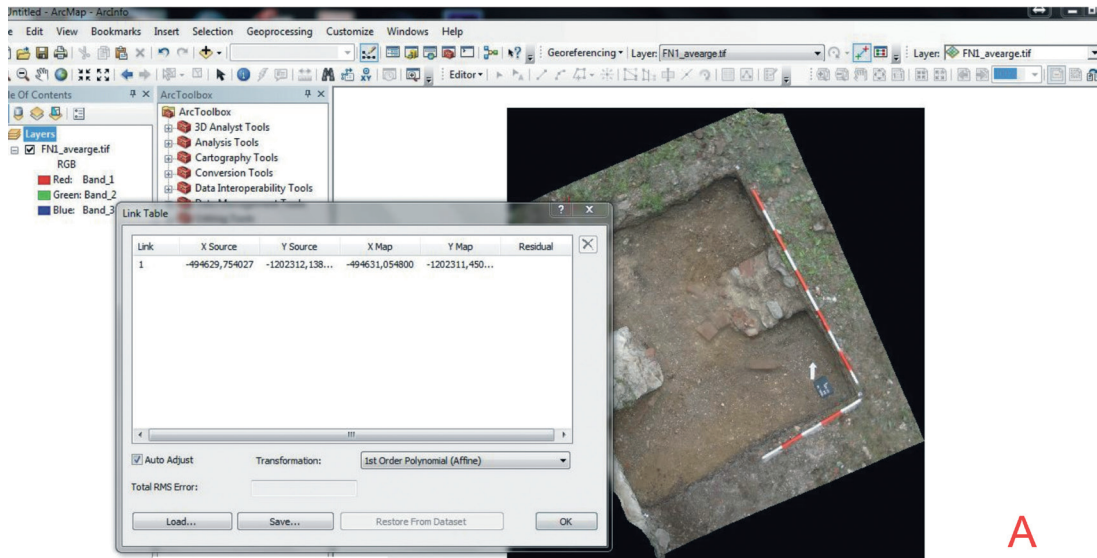 Untitled - ArcMap - ArcInfo
Edit View Bookmarks Insert Selection Geoprocessing Customize Windows Help
Georeferencing Layer: FN1_avearge.tif Layer: FN1_avearge.tif
Editor
Of Contents ArcToolbox
ArcToolbox
Layers 3D Analyst Tools
FN1_avearge.tif Analysis Tools
RGB Cartography Tools
Red: Band_1 Conversion Tools
Green: Band_2 Data Interoperability Tools
Blue: Band_3
Link Table
Link X Source Y Source X Map Y Map Residual
1 -494629,754027 -1202312,138... -494631,054800 -1202311,450...
Auto Adjust Transformation: 1st Order Polynomial (Affine)
Total RMS Error:
Load... Save... Restore From Dataset OK
A